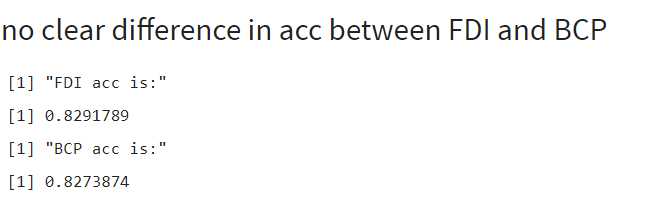 no clear difference in acc between FDI and BCP
[1] "FDI acc is:"
[1] 0.8291789
[1] "BCP acc is:"
[1] 0.8273874